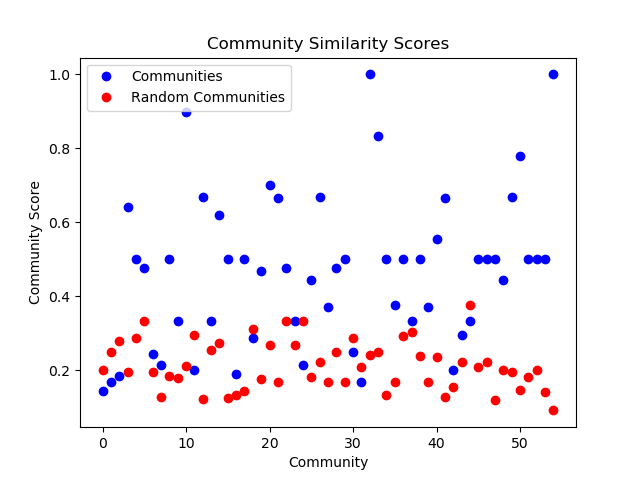 Community Similarity Scores
Communities
Random Communities
1.0
0.8
0.6
0.4
0.2
Community Score
0 10 20 30 40 50
Community